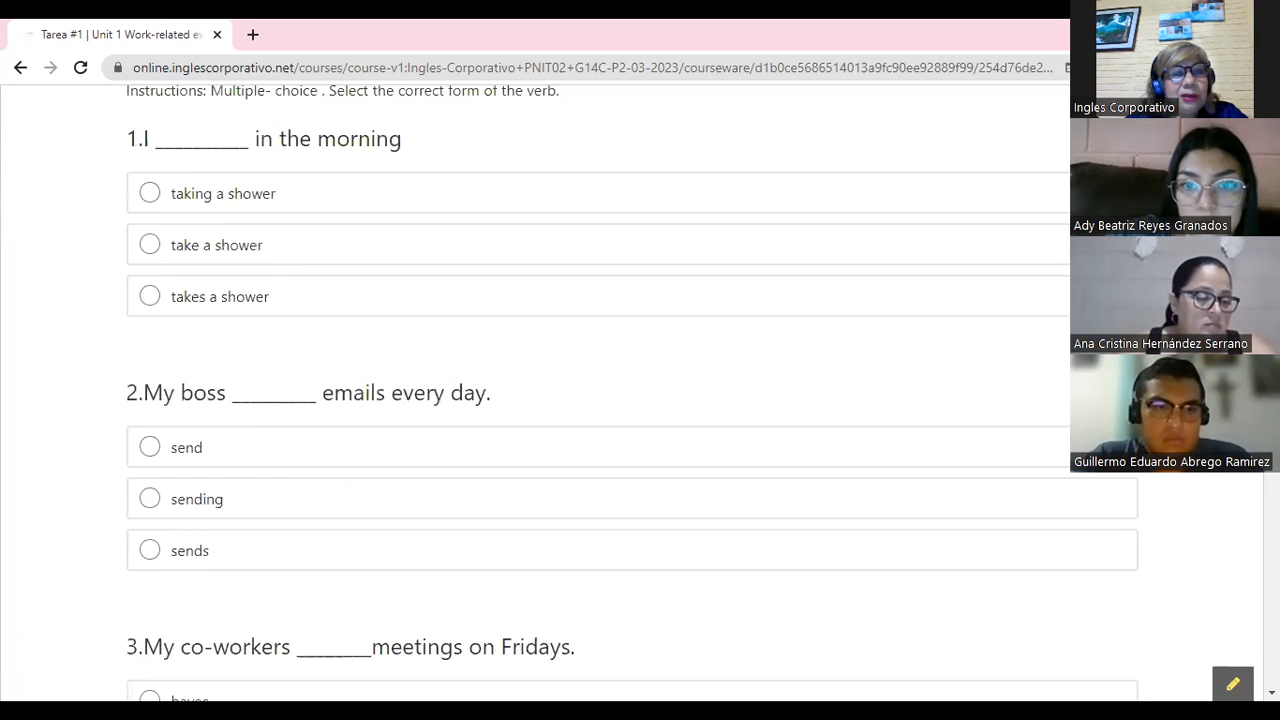 Tarea #1 | Unit 1 Work-related e
online.inglescorporativo.net/courses/course-v1:Ingles-Corporativo+PNIT02+G14C-P2-03-2023/courseware/d1b0ce5686514013a9fc90ee92889f99/254d76de2...
Instructions: Multiple- choice . Select the correct form of the verb.
1.I __________ in the morning
taking a shower
take a shower
takes a shower
2.My boss _________ emails every day.
send
sending
sends
3.My co-workers ________meetings on Fridays.
Ingles Corporativo
Ady Beatriz Reyes Granados
Ana Cristina Hernández Serrano
Guillermo Eduardo Abrego Ramirez